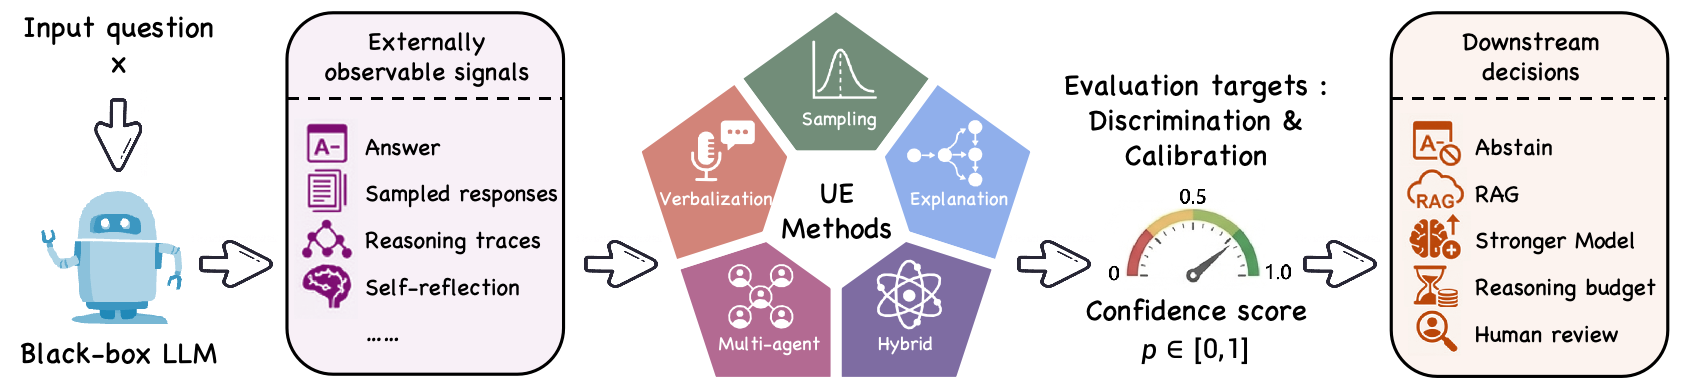 Input question
x
Black-box LLM
Externally
observable signals
A-
Answer
Sampled responses
Reasoning traces
Self-reflection
......
Sampling
Verbalization
Explanation
UE
Methods
Multi-agent
Hybrid
Evaluation targets :
Discrimination &
Calibration
0.5
0
1.0
Confidence score
p ∈ [0,1]
Downstream
decisions
A-
Abstain
RAG
RAG
Stronger Model
Reasoning budget
Human review